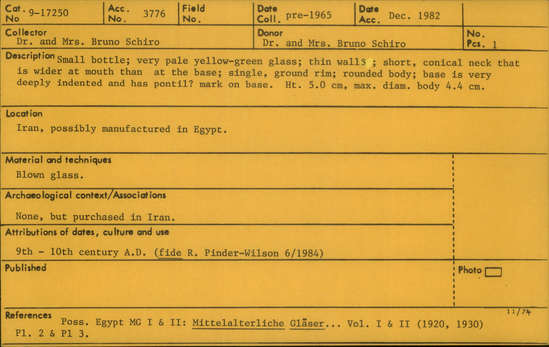 Cat. No. 9-17250 Acc. No. 3776 Field No. Date Coll. pre-1965 Date Acc. Dec. 1982
Collector Donor No. Pcs. 1
Dr. and Mrs. Bruno Schiro Dr. and Mrs. Bruno Schiro
Description Small bottle; very pale yellow-green glass; thin walls ; short, conical neck that
is wider at mouth than at the base; single, ground rim; rounded body; base is very
deeply indented and has pontil? mark on base. Ht. 5.0 cm, max. diam. body 4.4 cm.
Location
Iran, possibly manufactured in Egypt.
Material and techniques
Blown glass.
Archaeological context/Associations
None, but purchased in Iran.
Attributions of dates, culture and use
9th - 10th century A.D. (fide R. Pinder-Wilson 6/1984)
Published Photo
11/74
References Poss. Egypt MG I & II: Mittelalterliche Gläser... Vol. I & II (1920, 1930)
Pl. 2 & Pl 3.